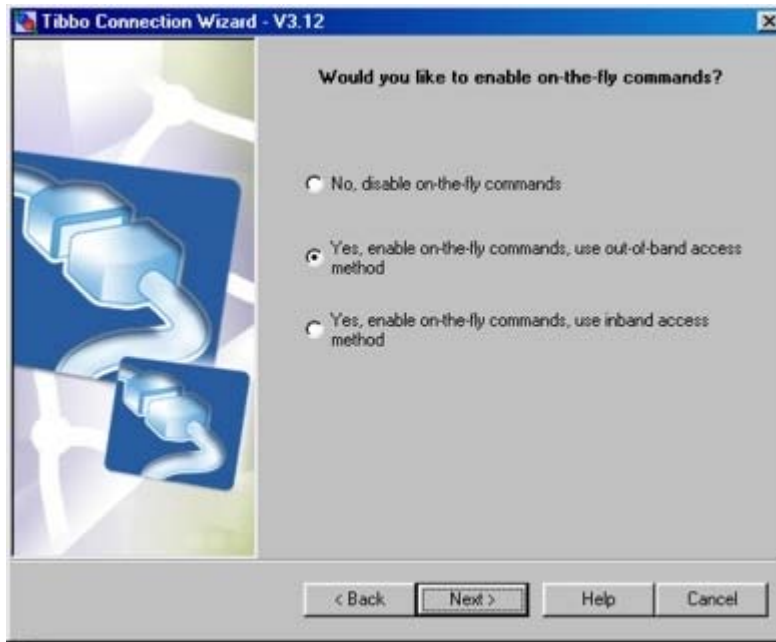 Tibbo Connection Wizard - V3.12
Would you like to enable on-the-fly commands?
No, disable on-the-fly commands
Yes, enable on-the-fly commands, use out-of-band access
method
Yes, enable on-the-fly commands, use inband access
method
< Back Next > Help Cancel